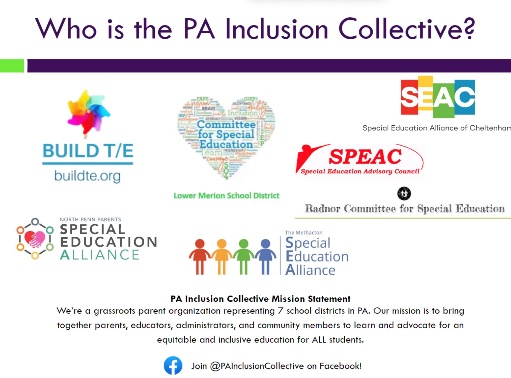 Who is the PA Inclusion Collective?
BUILD T/E
buildte.org
Committee
for Special
Education
Lower Merion School District
SEAC
Special Education Alliance of Cheltenham
SPEAC
Special Education Advisory Council
Radnor Committee for Special Education
NORTH PENN PARENTS
SPECIAL
EDUCATION
ALLIANCE
The Methacton
Special
Education
Alliance
PA Inclusion Collective Mission Statement
We're a grassroots parent organization representing 7 school districts in PA. Our mission is to bring
together parents, educators, administrators, and community members to learn and advocate for an
equitable and inclusive education for ALL students.
Join @PAInclusionCollective on Facebook!